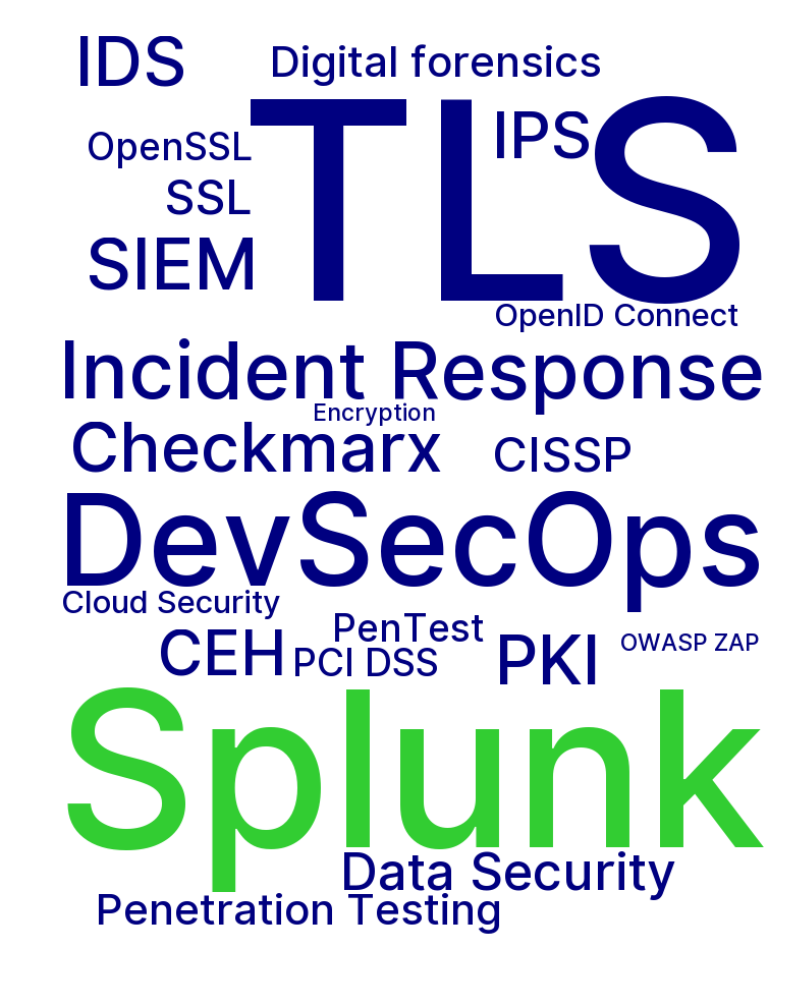 IDS
Digital forensics
TLS
IPS
OpenSSL
SSL
SIEM
OpenID Connect
Incident Response
Encryption
Checkmarx
CISSP
DevSecOps
Cloud Security
PenTest
CEH
PCI DSS
PKI
OWASP ZAP
Splunk
Data Security
Penetration Testing